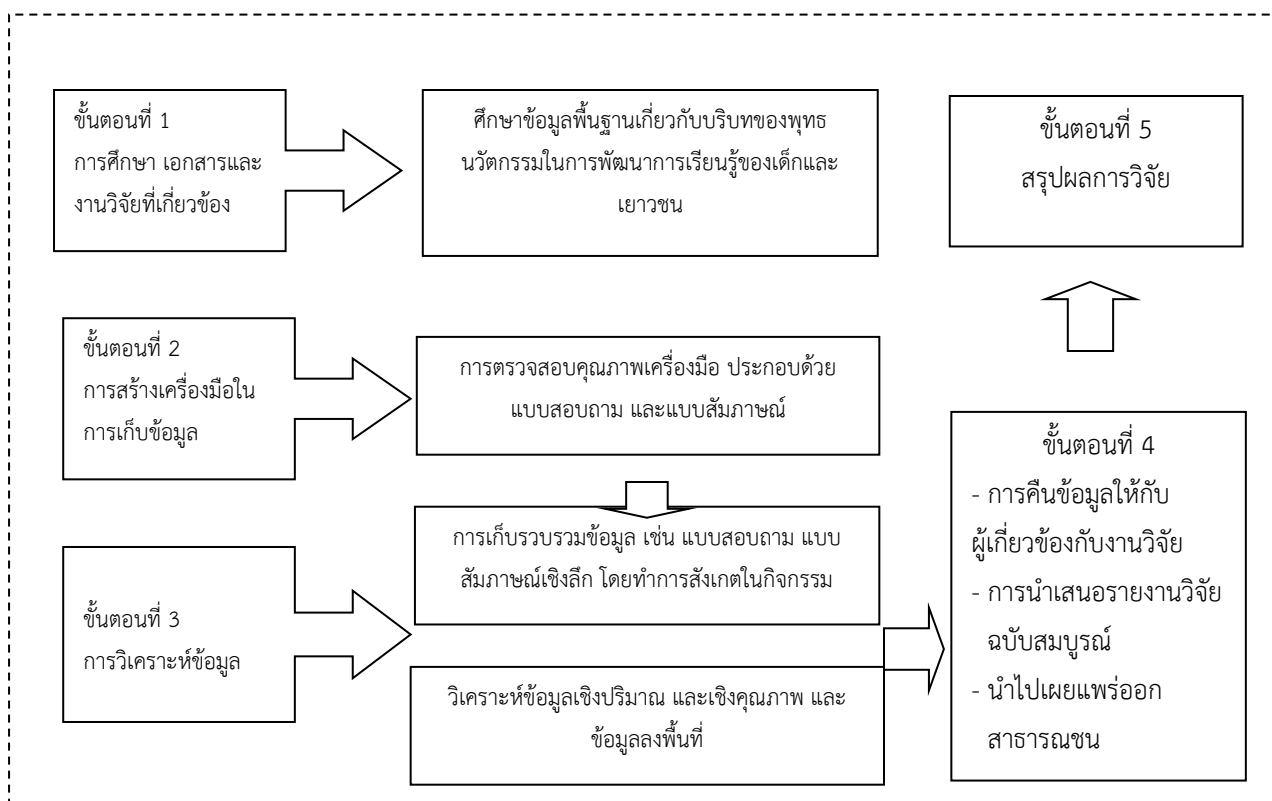 ขั้นตอนที่ 1
การศึกษา เอกสารและ
งานวิจัยที่เกี่ยวข้อง
ศึกษาข้อมูลพื้นฐานเกี่ยวกับบริบทของพุทธ
นวัตกรรมในการพัฒนาการเรียนรู้ของเด็กและ
เยาวชน
ขั้นตอนที่ 2
การสร้างเครื่องมือใน
การเก็บข้อมูล
การตรวจสอบคุณภาพเครื่องมือ ประกอบด้วย
แบบสอบถาม และแบบสัมภาษณ์
ขั้นตอนที่ 3
การวิเคราะห์ข้อมูล
การเก็บรวบรวมข้อมูล เช่น แบบสอบถาม แบบ
สัมภาษณ์เชิงลึก โดยทำการสังเกตในกิจกรรม
วิเคราะห์ข้อมูลเชิงปริมาณ และเชิงคุณภาพ และ
ข้อมูลลงพื้นที่
ขั้นตอนที่ 4
- การคืนข้อมูลให้กับ
ผู้เกี่ยวข้องกับงานวิจัย
- การนำเสนอรายงานวิจัย
ฉบับสมบูรณ์
- นำไปเผยแพร่ออก
สาธารณชน
ขั้นตอนที่ 5
สรุปผลการวิจัย